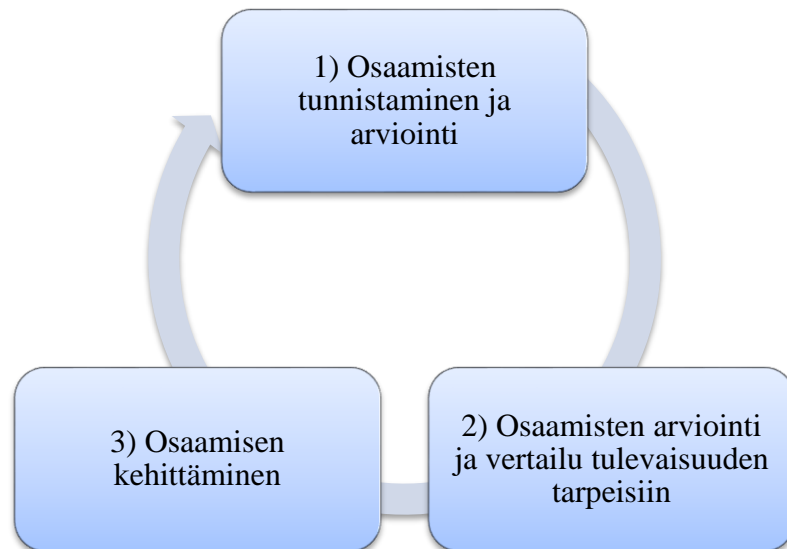 1) Osaamisten
tunnistaminen ja
arviointi
2) Osaamisten arviointi
ja vertailu tulevaisuuden
tarpeisiin
3) Osaamisen
kehittäminen